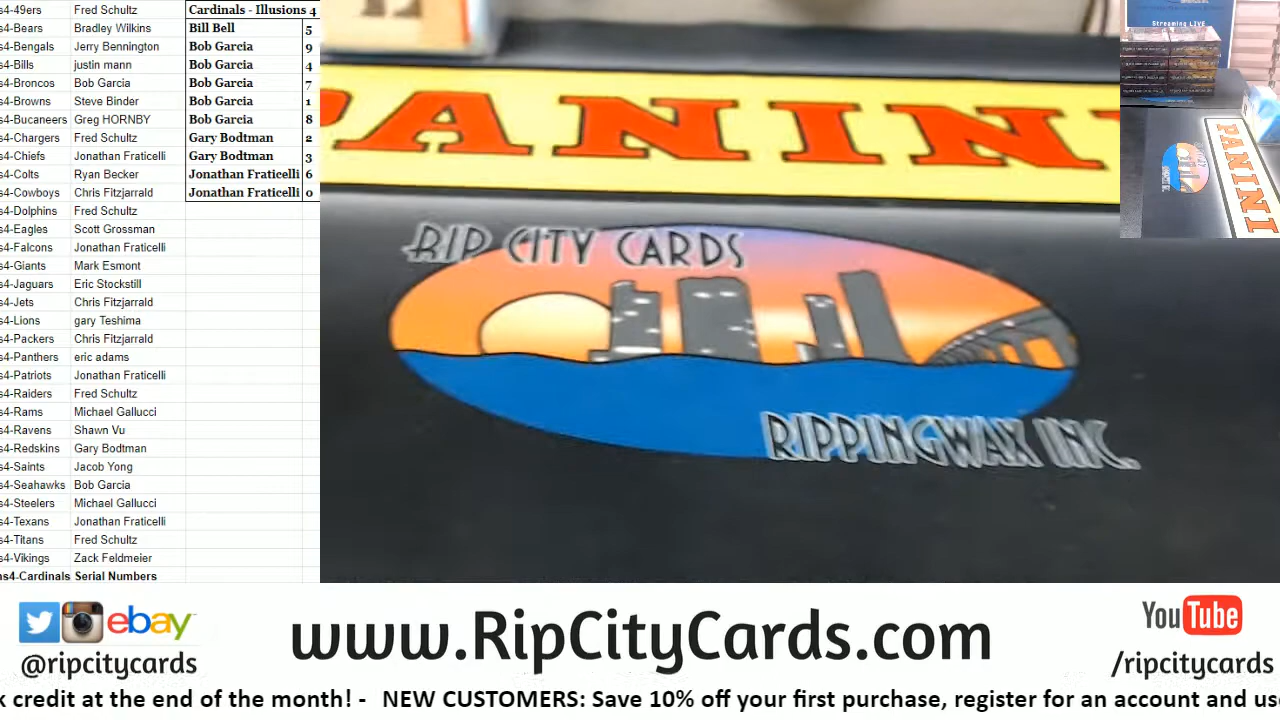 s4-49ers Fred Schultz
s4-Bears Bradley Wilkins
s4-Bengals Jerry Bennington
s4-Bills justin mann
s4-Broncos Bob Garcia
s4-Browns Steve Binder
s4-Bucaneers Greg HORNBY
s4-Chargers Fred Schultz
s4-Chiefs Jonathan Fraticelli
s4-Colts Ryan Becker
s4-Cowboys Chris Fitzjarrald
s4-Dolphins Fred Schultz
s4-Eagles Scott Grossman
s4-Falcons Jonathan Fraticelli
s4-Giants Mark Esmont
s4-Jaguars Eric Stockstill
s4-Jets Chris Fitzjarrald
s4-Lions gary Teshima
s4-Packers Chris Fitzjarrald
s4-Panthers eric adams
s4-Patriots Jonathan Fraticelli
s4-Raiders Fred Schultz
s4-Rams Michael Gallucci
s4-Ravens Shawn Vu
s4-Redskins Gary Bodtman
s4-Saints Jacob Yong
s4-Seahawks Bob Garcia
s4-Steelers Michael Gallucci
s4-Texans Jonathan Fraticelli
s4-Titans Fred Schultz
s4-Vikings Zack Feldmeier
ns4-Cardinals Serial Numbers
Cardinals - Illusions 4
Bill Bell 5
Bob Garcia 9
Bob Garcia 4
Bob Garcia 7
Bob Garcia 1
Bob Garcia 8
Gary Bodtman 2
Gary Bodtman 3
Jonathan Fraticelli 6
Jonathan Fraticelli 0
PANIN
RIP CITY CARDS
RIPPINGWAX INC.
Streaming LIVE
PANINI
ebay
@ripcitycards
www.RipCityCards.com
YouTube
/ripcitycards
k credit at the end of the month! - NEW CUSTOMERS: Save 10% off your first purchase, register for an account and use